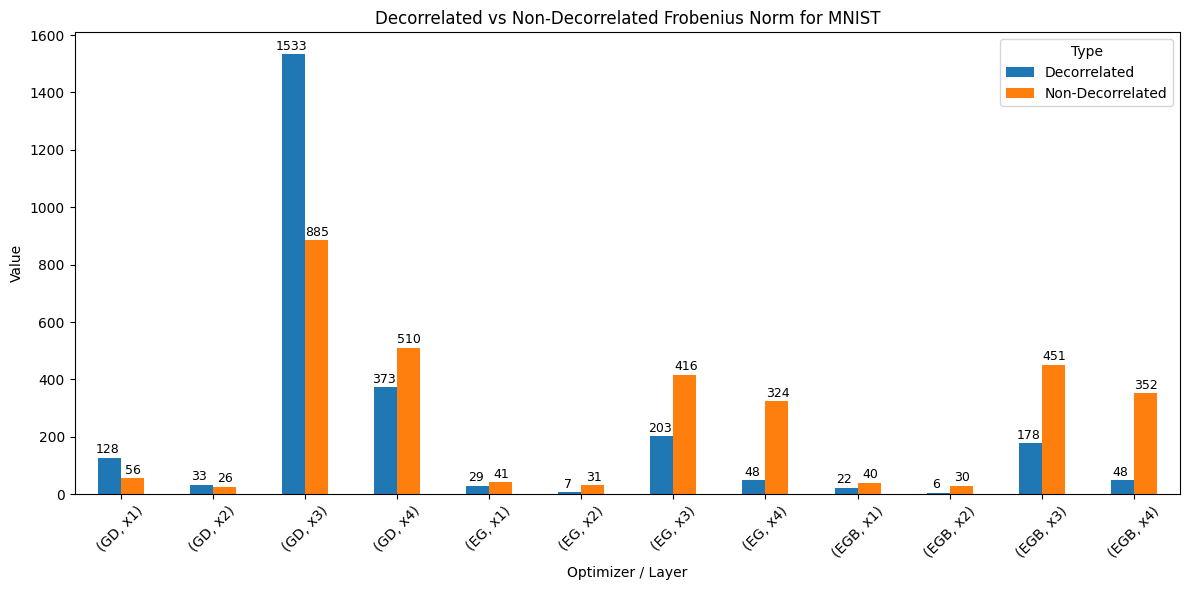 Decorrelated vs Non-Decorrelated Frobenius Norm for MNIST
Type
Decorrelated
Non-Decorrelated
Value
1600
1400
1200
1000
800
600
400
200
0
128
56
33
26
1533
885
373
510
29
41
7
31
203
416
48
324
22
40
6
30
178
451
48
352
(GD, x1)
(GD, x2)
(GD, x3)
(GD, x4)
(EG, x1)
(EG, x2)
(EG, x3)
(EG, x4)
(EGB, x1)
(EGB, x2)
(EGB, x3)
(EGB, x4)
Optimizer / Layer